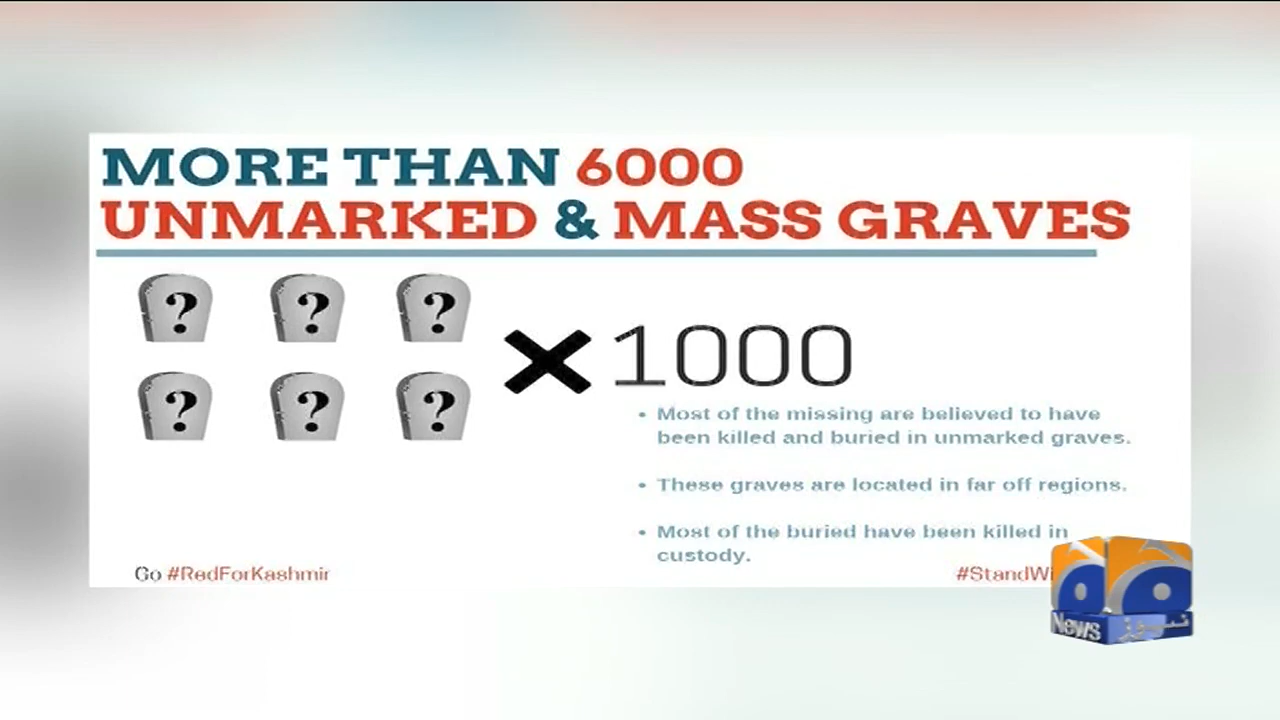 MORE THAN 6000
UNMARKED & MASS GRAVES
? ? ?
? ? ?
×1000
• Most of the missing are believed to have
been killed and buried in unmarked graves.
• These graves are located in far off regions.
• Most of the buried have been killed in
custody.
Go #RedForKashmir
#StandWi
News نیوز